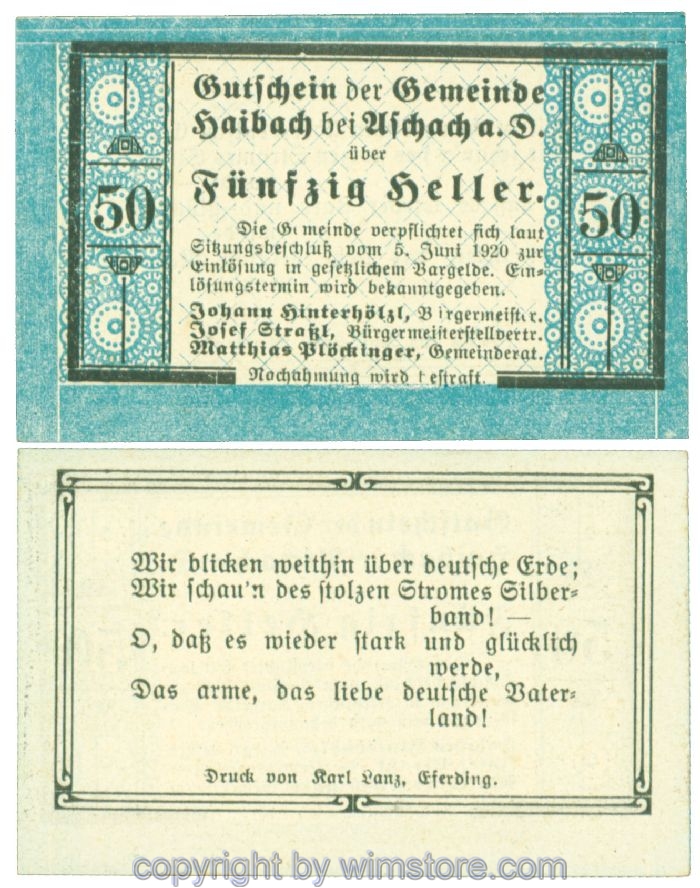 Gutschein der Gemeinde
Haibach bei Aschach a. D.
über
Fünfzig Heller.
50
50
Die Gemeinde verpflichtet sich laut
Sitzungsbeschluß vom 5. Juni 1920 zur
Einlösung in gesetzlichem Bargelde. Ein-
lösungstermin wird bekanntgegeben.
Johann Hinterhölzl, Bürgermeister.
Josef Straßl, Bürgermeisterstellvertr.
Matthias Plöckinger, Gemeinderat.
Nachahmung wird bestraft.
Wir blicken weithin über deutsche Erde;
Wir schau'n des stolzen Stromes Silber-
band! —
O, daß es wieder stark und glücklich
werde,
Das arme, das liebe deutsche Vater-
land!
Druck von Karl Lanz, Eferding.
copyright by wimstore.com